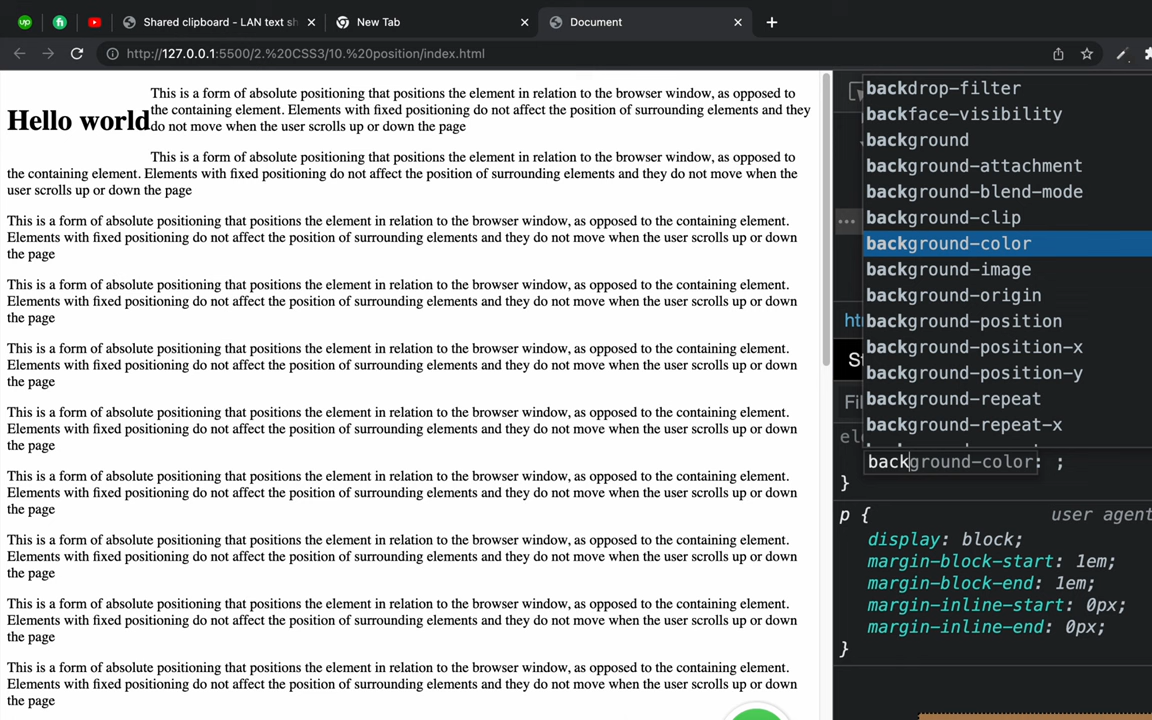 up
fi
Shared clipboard - LAN text sh
New Tab
Document
http://127.0.0.1:5500/2.%20CSS3/10.%20position/index.html
Hello world
This is a form of absolute positioning that positions the element in relation to the browser window, as opposed to
the containing element. Elements with fixed positioning do not affect the position of surrounding elements and they
do not move when the user scrolls up or down the page
This is a form of absolute positioning that positions the element in relation to the browser window, as opposed to
the containing element. Elements with fixed positioning do not affect the position of surrounding elements and they do not move when the
user scrolls up or down the page
This is a form of absolute positioning that positions the element in relation to the browser window, as opposed to the containing element.
Elements with fixed positioning do not affect the position of surrounding elements and they do not move when the user scrolls up or down
the page
This is a form of absolute positioning that positions the element in relation to the browser window, as opposed to the containing element.
Elements with fixed positioning do not affect the position of surrounding elements and they do not move when the user scrolls up or down
the page
This is a form of absolute positioning that positions the element in relation to the browser window, as opposed to the containing element.
Elements with fixed positioning do not affect the position of surrounding elements and they do not move when the user scrolls up or down
the page
This is a form of absolute positioning that positions the element in relation to the browser window, as opposed to the containing element.
Elements with fixed positioning do not affect the position of surrounding elements and they do not move when the user scrolls up or down
the page
This is a form of absolute positioning that positions the element in relation to the browser window, as opposed to the containing element.
Elements with fixed positioning do not affect the position of surrounding elements and they do not move when the user scrolls up or down
the page
This is a form of absolute positioning that positions the element in relation to the browser window, as opposed to the containing element.
Elements with fixed positioning do not affect the position of surrounding elements and they do not move when the user scrolls up or down
the page
This is a form of absolute positioning that positions the element in relation to the browser window, as opposed to the containing element.
Elements with fixed positioning do not affect the position of surrounding elements and they do not move when the user scrolls up or down
the page
This is a form of absolute positioning that positions the element in relation to the browser window, as opposed to the containing element.
Elements with fixed positioning do not affect the position of surrounding elements and they do not move when the user scrolls up or down
the page
backdrop-filter
backface-visibility
background
background-attachment
background-blend-mode
background-clip
background-color
background-image
background-origin
background-position
background-position-x
background-position-y
background-repeat
background-repeat-x
htm
St
Fil
ele
background-color: ;
}
p { user agent
display: block;
margin-block-start: 1em;
margin-block-end: 1em;
margin-inline-start: 0px;
margin-inline-end: 0px;
}